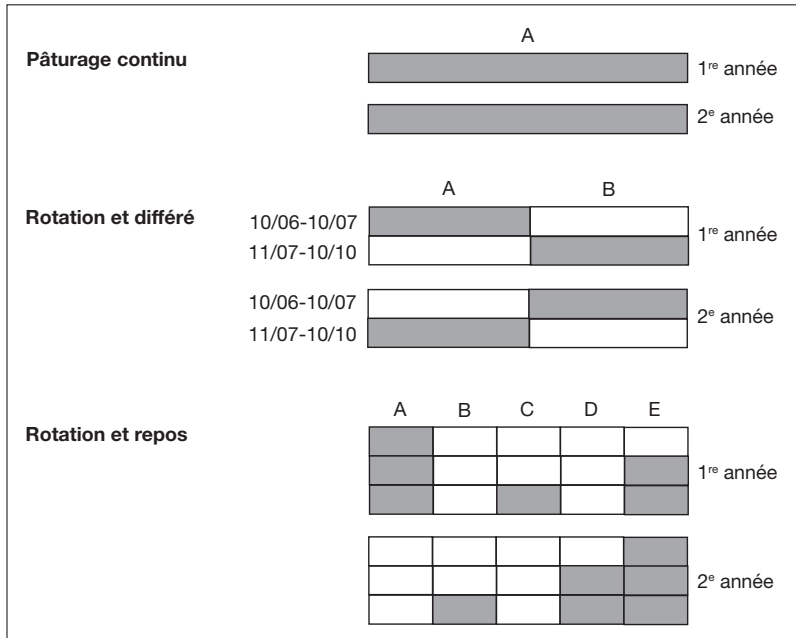 A
Pâturage continu
1re année
2e année
A B
Rotation et différé
10/06-10/07
1re année
11/07-10/10
10/06-10/07
2e année
11/07-10/10
A B C D E
Rotation et repos
1re année
2e année